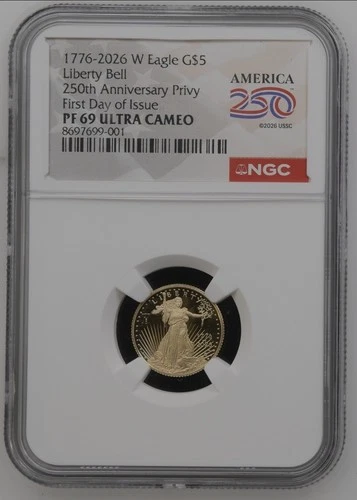 1776-2026 W Eagle G$5
Liberty Bell
250th Anniversary Privy
First Day of Issue
PF 69 ULTRA CAMEO
8697699-001
AMERICA
250
©2026 USSC
NGC
LIBERTY